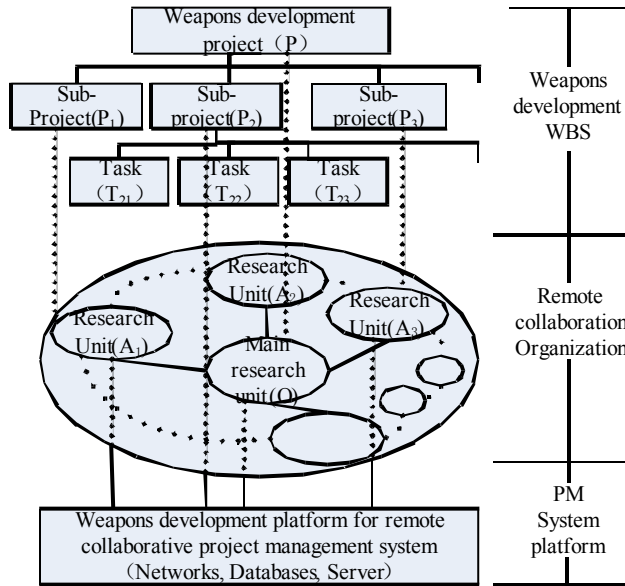 Weapons development
project（P）
Sub-
Project(P1)
Sub-
project(P2)
Sub-
project(P3)
Weapons
development
WBS
Task
（T21）
Task
（T22）
Task
（T23）
Research
Unit(A2)
Research
Unit(A1)
Research
Unit(A3)
Main
research
unit(O)
Remote
collaboration
Organization
Weapons development platform for remote
collaborative project management system
（Networks, Databases, Server）
PM
System
platform